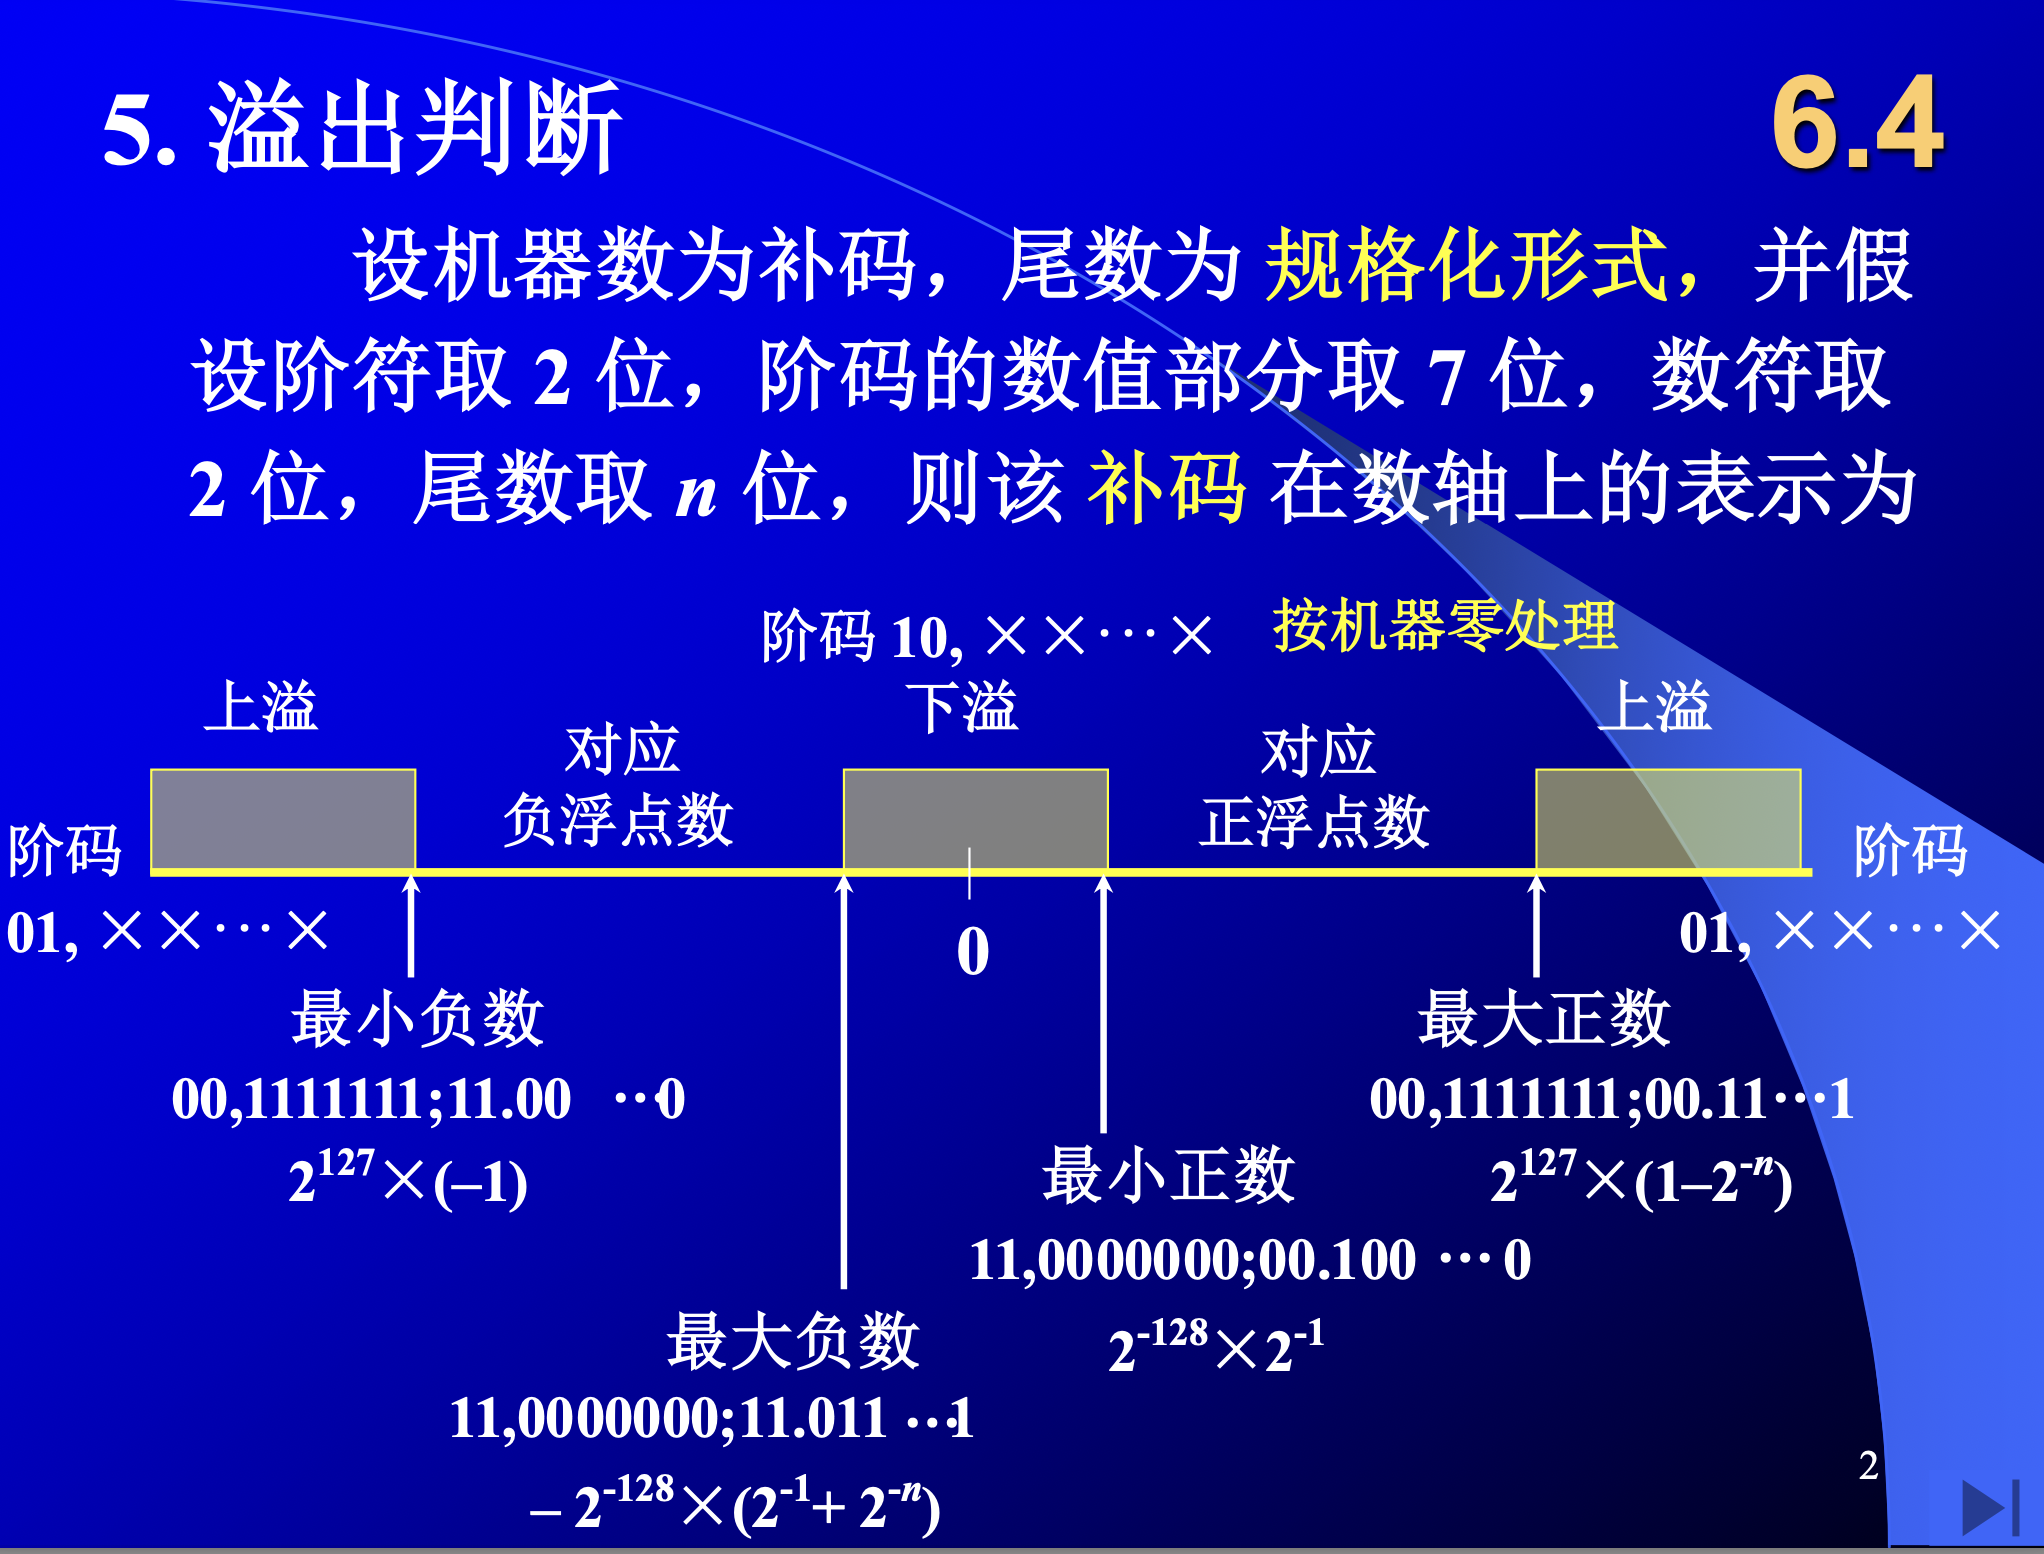 5. 溢出判断
6.4
设机器数为补码，尾数为 规格化形式，并假
设阶符取 2 位，阶码的数值部分取 7 位，数符取
2 位，尾数取 n 位，则该 补码 在数轴上的表示为
阶码 10, ××…× 按机器零处理
上溢
下溢
上溢
对应
负浮点数
对应
正浮点数
阶码
01, ××…×
0
阶码
01, ××…×
最小负数
00,1111111;11.00 …0
2^127×(–1)
最大正数
00,1111111;00.11…1
2^127×(1–2^-n)
最小正数
11,0000000;00.100 …0
2^-128×2^-1
最大负数
11,0000000;11.011 …1
– 2^-128×(2^-1+ 2^-n)
2